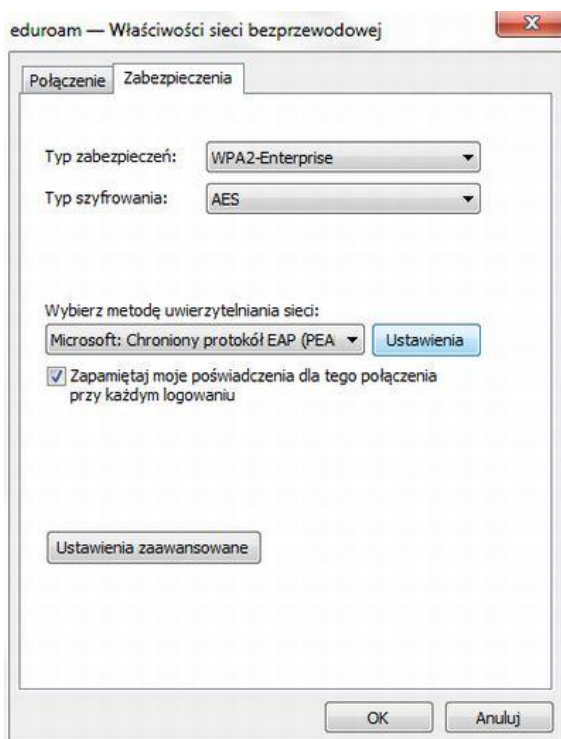 eduroam — Właściwości sieci bezprzewodowej
Połączenie Zabezpieczenia
Typ zabezpieczeń: WPA2-Enterprise
Typ szyfrowania: AES
Wybierz metodę uwierzytelniania sieci:
Microsoft: Chroniony protokół EAP (PEA Ustawienia
Zapamiętaj moje poświadczenia dla tego połączenia
przy każdym logowaniu
Ustawienia zaawansowane
OK Anuluj